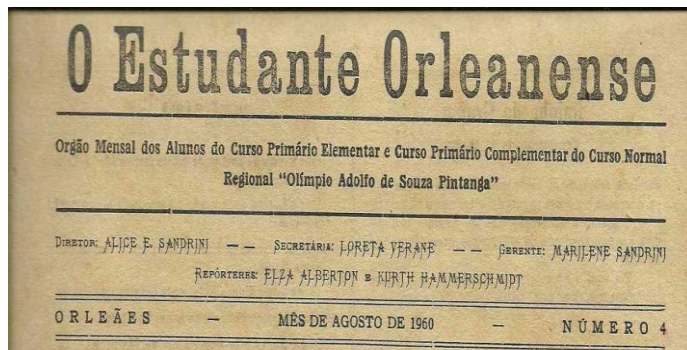 O Estudante Orleanense
Orgão Mensal dos Alunos do Curso Primário Elementar e Curso Primário Complementar do Curso Normal
Regional “Olímpio Adolfo de Souza Pintanga”
DIRETOR: ALICE E. SANDRINI — — SECRETÁRIA: LORETA VERANE — — GERENTE: MARILENE SANDRINI
REPÓRTERES: ELZA ALBERTON E KURTH HAMMERSCHMIDT
ORLEÃES — MÊS DE AGOSTO DE 1960 — NÚMERO 4